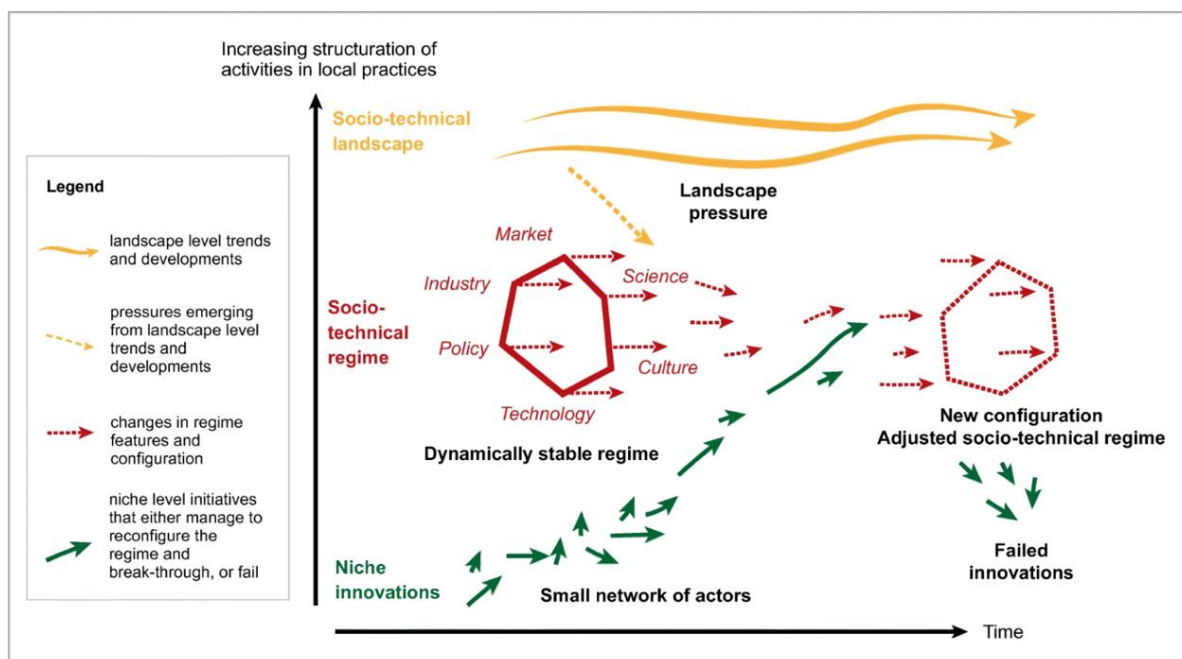 Increasing structuration of
activities in local practices
Socio-technical
landscape
Landscape
pressure
Legend
landscape level trends
and developments
pressures emerging
from landscape level
trends and
developments
changes in regime
features and
configuration
niche level initiatives
that either manage to
reconfigure the
regime and
break-through, or fail
Socio-
technical
regime
Market
Industry
Science
Policy
Culture
Technology
Dynamically stable regime
New configuration
Adjusted socio-technical regime
Niche
innovations
Small network of actors
Failed
innovations
Time